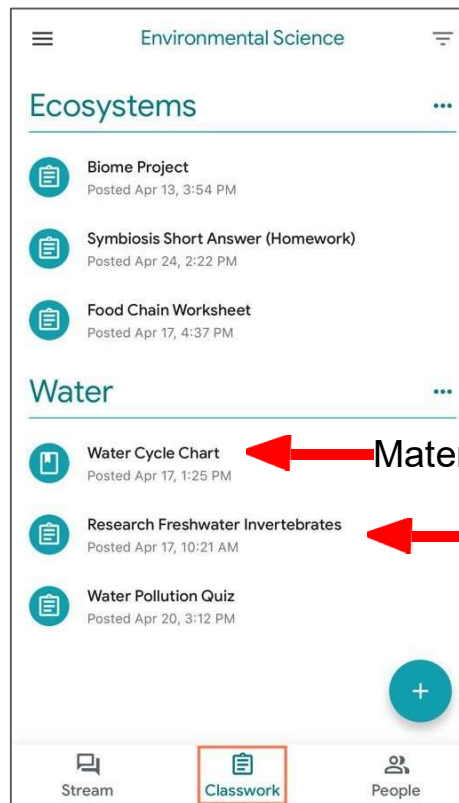 Environmental Science
Ecosystems
Biome Project
Posted Apr 13, 3:54 PM
Symbiosis Short Answer (Homework)
Posted Apr 24, 2:22 PM
Food Chain Worksheet
Posted Apr 17, 4:37 PM
Water
Water Cycle Chart
Mater
Posted Apr 17, 1:25 PM
Research Freshwater Invertebrates
Posted Apr 17, 10:21 AM
Water Pollution Quiz
Posted Apr 20, 3:12 PM
Stream Classwork People